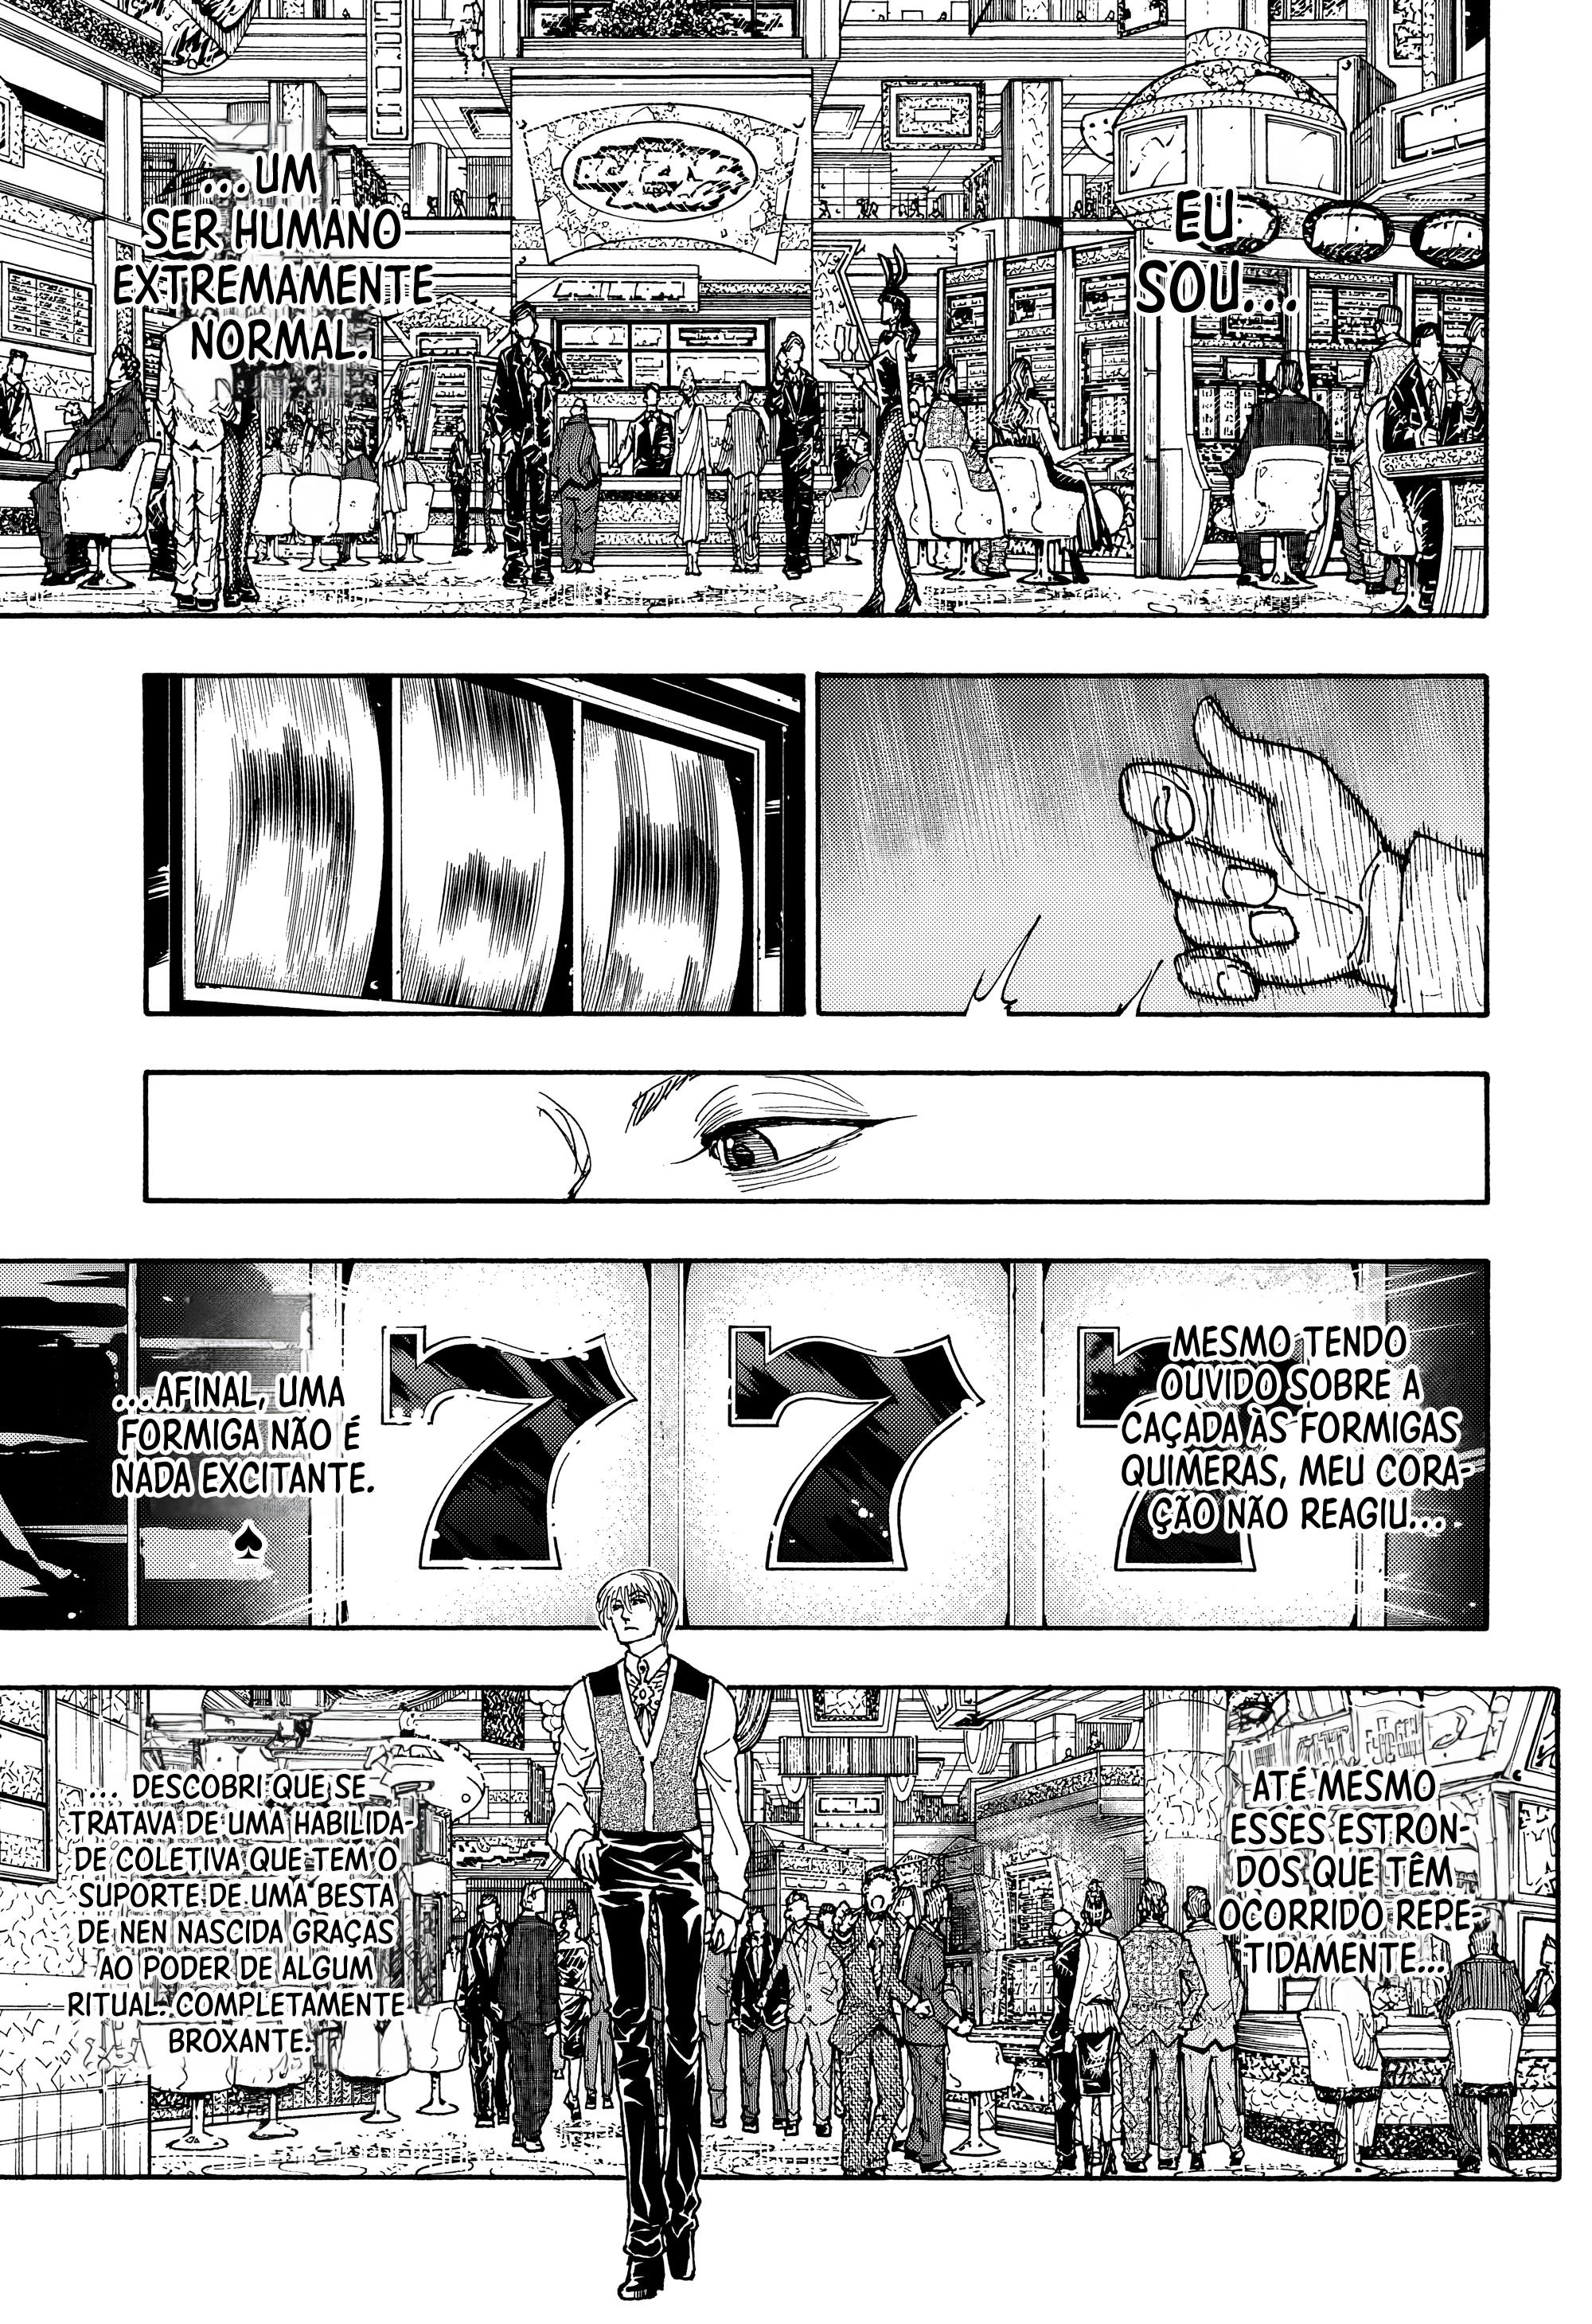 EU
SOU...
...UM
SER HUMANO
EXTREMAMENTE
NORMAL.
MESMO TENDO
OUVIDO SOBRE A
CAÇADA ÀS FORMIGAS
QUIMERAS, MEU CORA-
ÇÃO NÃO REAGIU...
7 7 7
...AFINAL, UMA
FORMIGA NÃO É
NADA EXCITANTE.
♠
ATÉ MESMO
ESSES ESTRON-
DOS QUE TÊM
OCORRIDO REPE-
TIDAMENTE...
... DESCOBRI QUE SE
TRATAVA DE UMA HABILIDA-
DE COLETIVA QUE TEM O
SUPORTE DE UMA BESTA
DE NEN NASCIDA GRAÇAS
AO PODER DE ALGUM
RITUAL. COMPLETAMENTE
BROXANTE.